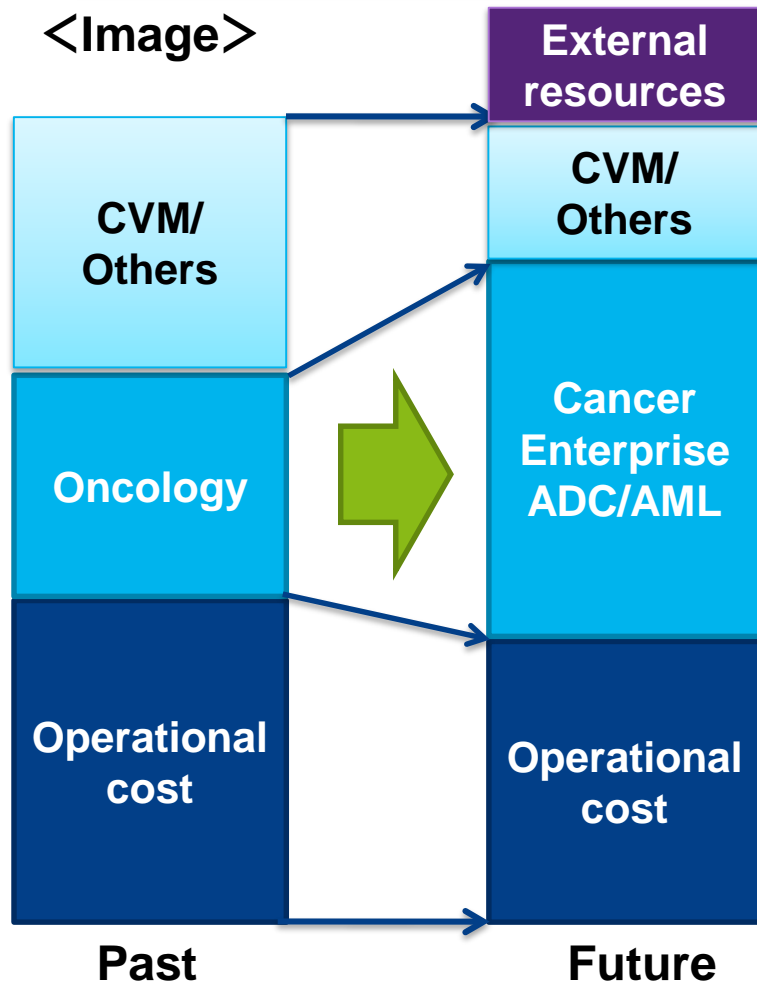 ＜Image＞
External
resources
CVM/
Others
CVM/
Others
Oncology
Cancer
Enterprise
ADC/AML
Operational
cost
Operational
cost
Past
Future